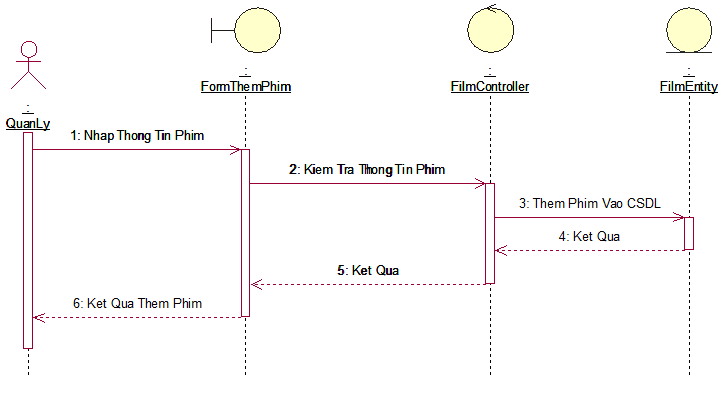 :
FormThemPhim
:
FilmController
:
FilmEntity
:
QuanLy
1: Nhap Thong Tin Phim
2: Kiem Tra Thong Tin Phim
3: Them Phim Vao CSDL
4: Ket Qua
5: Ket Qua
6: Ket Qua Them Phim